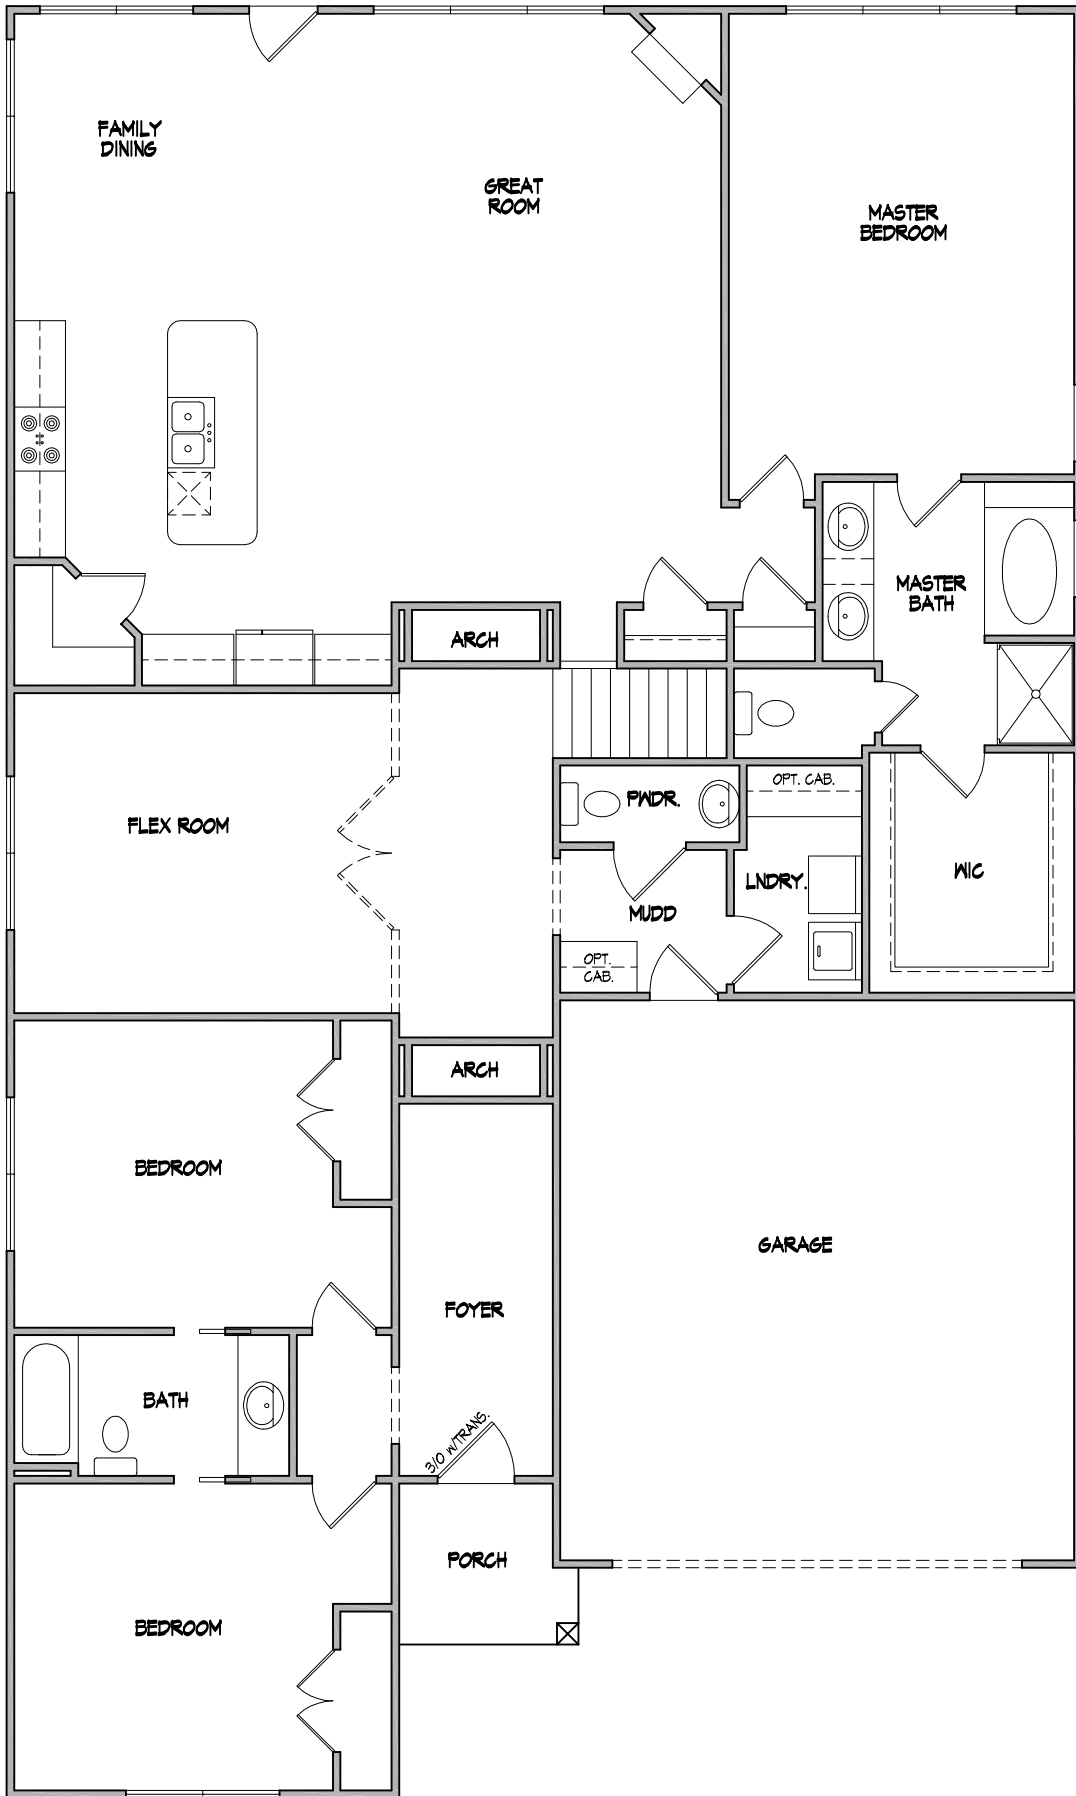 FAMILY
DINING
GREAT
ROOM
MASTER
BEDROOM
MASTER
BATH
ARCH
OPT. CAB.
PWDR.
FLEX ROOM
WIC
LNDRY.
MUDD
OPT.
CAB.
ARCH
BEDROOM
GARAGE
FOYER
BATH
3/0 W/TRANS.
PORCH
BEDROOM